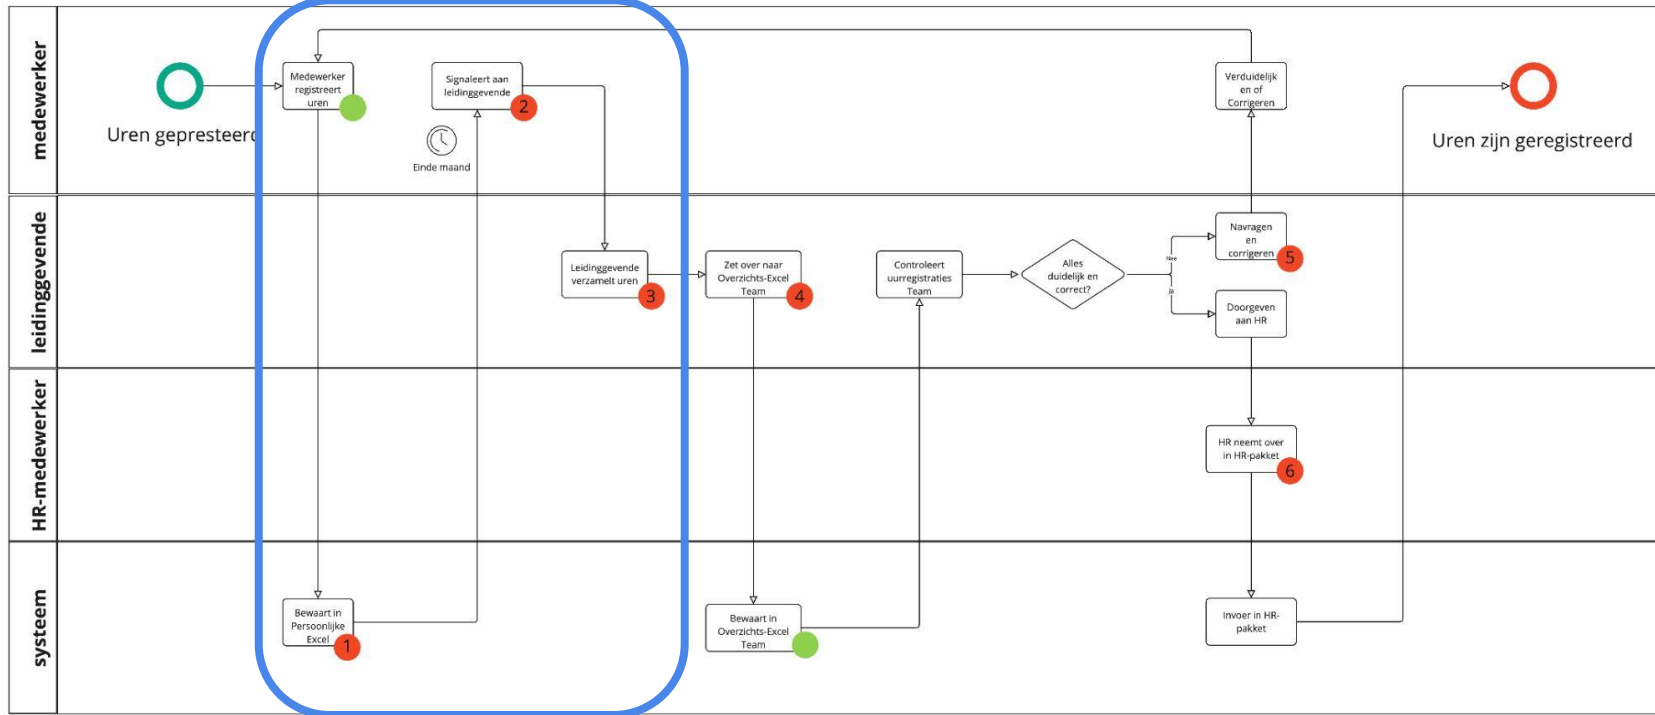 medewerker
Uren gepresteerd
Medewerker
registreert
uren
Signaleert aan
leidinggevende
2
Einde maand
Verduidelijk
en of
Corrigeren
Uren zijn geregistreerd
leidinggevende
Leidinggevende
verzamelt uren
3
Zet over naar
Overzichts-Excel
Team
4
Controleert
uurregistraties
Team
Alles
duidelijk en
correct?
Nee
Ja
Navragen
en
corrigeren
5
Doorgeven
aan HR
HR-medewerker
HR neemt over
in HR-pakket
6
systeem
Bewaart in
Persoonlijke
Excel
1
Bewaart in
Overzichts-Excel
Team
Invoer in HR-
pakket